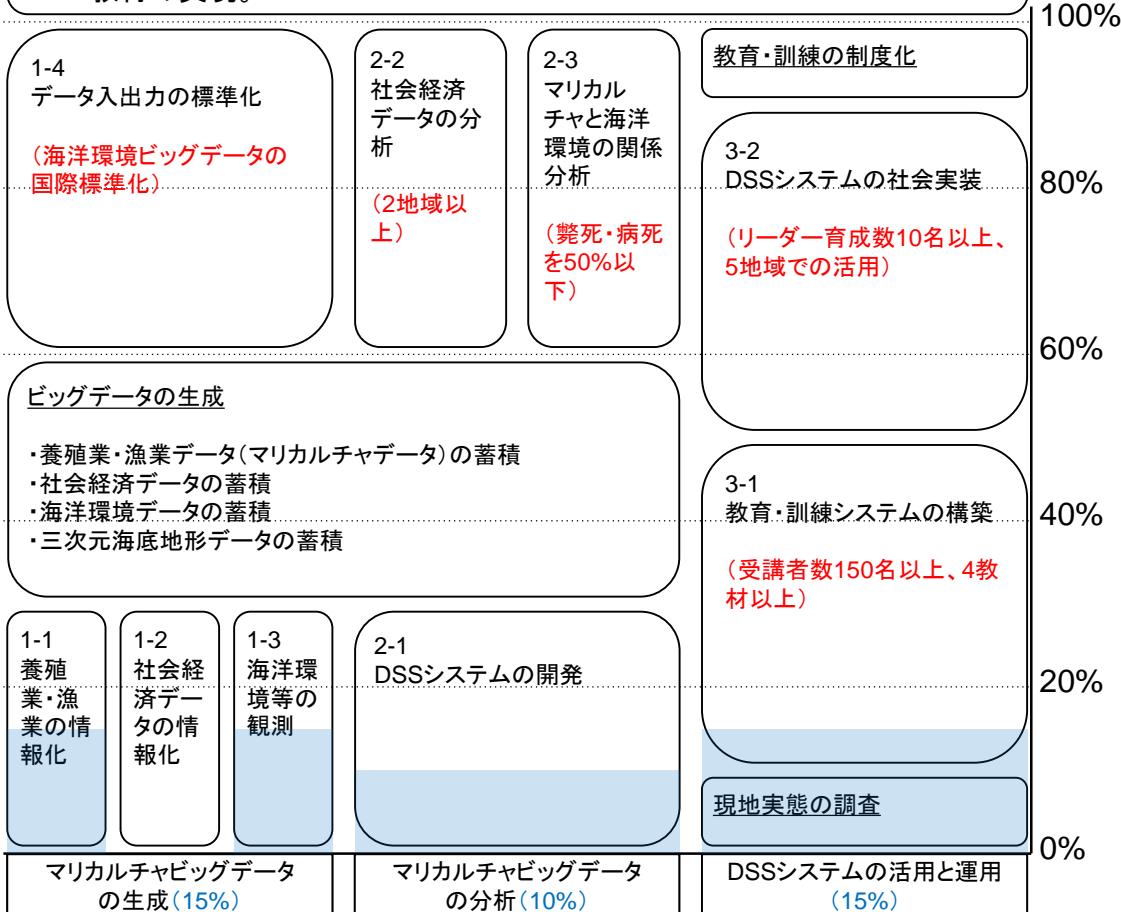 100%
1-4
データ入出力の標準化
（海洋環境ビッグデータの
国際標準化）
2-2
社会経済
データの分
析
（2地域以
上）
2-3
マリカル
チャと海洋
環境の関係
分析
（斃死・病死
を50%以
下）
教育・訓練の制度化
3-2
DSSシステムの社会実装
（リーダー育成数10名以上、
5地域での活用）
80%
60%
ビッグデータの生成
・養殖業・漁業データ（マリカルチャデータ）の蓄積
・社会経済データの蓄積
・海洋環境データの蓄積
・三次元海底地形データの蓄積
3-1
教育・訓練システムの構築
（受講者数150名以上、4教
材以上）
40%
1-1
養殖
業・漁
業の情
報化
1-2
社会経
済デー
タの情
報化
1-3
海洋環
境等の
観測
2-1
DSSシステムの開発
20%
現地実態の調査
0%
マリカルチャビッグデータ
の生成（15%）
マリカルチャビッグデータ
の分析（10%）
DSSシステムの活用と運用
（15%）